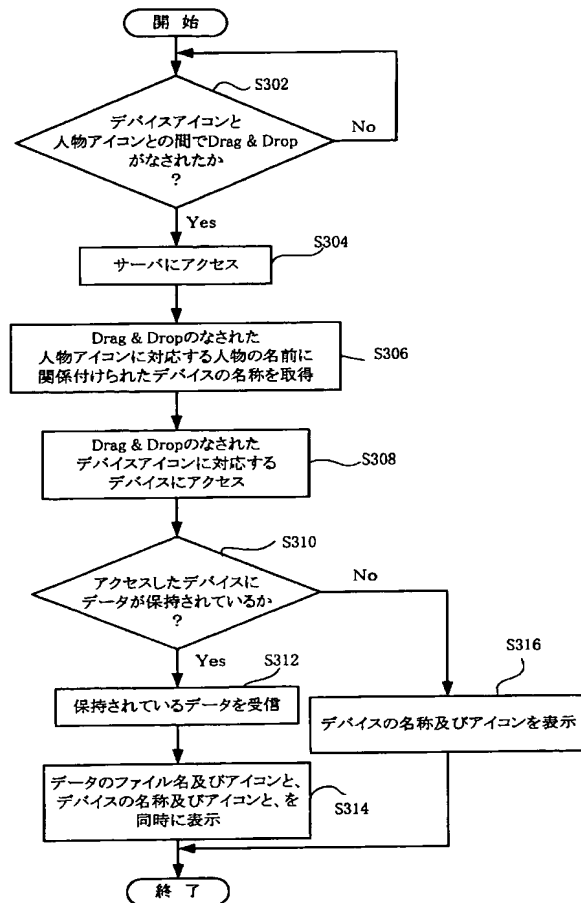 開 始
S302
デバイスアイコンと
人物アイコンとの間でDrag & Drop
がなされたか
?
No
Yes
S304
サーバにアクセス
Drag & Dropのなされた
人物アイコンに対応する人物の名前に
関係付けられたデバイスの名称を取得
S306
Drag & Dropのなされた
デバイスアイコンに対応する
デバイスにアクセス
S308
S310
アクセスしたデバイスに
データが保持されているか
?
No
Yes
S312
保持されているデータを受信
S316
デバイスの名称及びアイコンを表示
データのファイル名及びアイコンと、
デバイスの名称及びアイコンと、を
同時に表示
S314
終 了